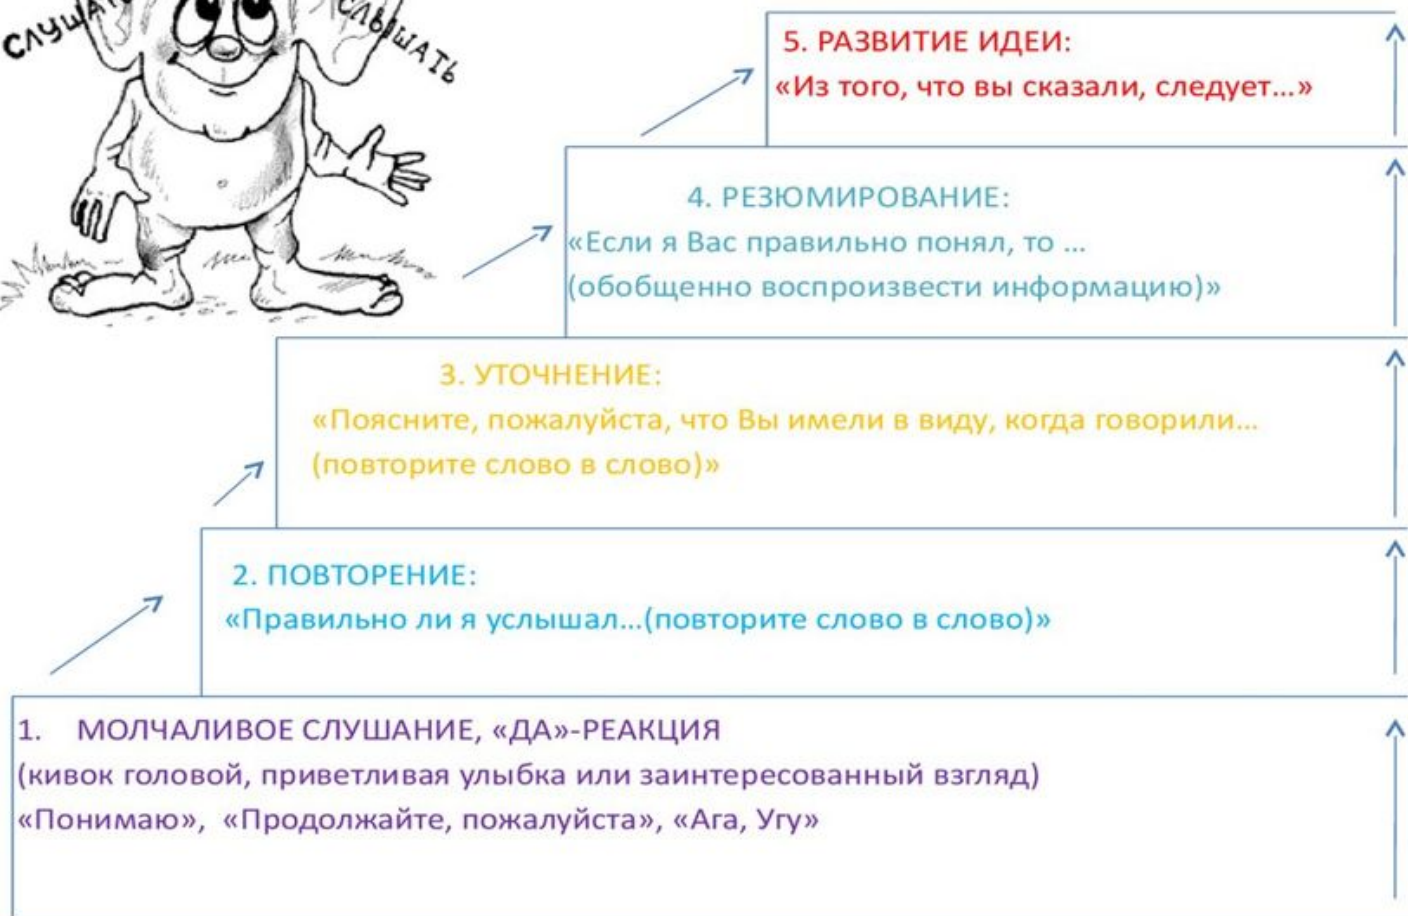 СЛУШАТЬ
СЛЫШАТЬ
5. РАЗВИТИЕ ИДЕИ:
«Из того, что вы сказали, следует...»
4. РЕЗЮМИРОВАНИЕ:
«Если я Вас правильно понял, то ...
(обобщенно воспроизвести информацию)»
3. УТОЧНЕНИЕ:
«Поясните, пожалуйста, что Вы имели в виду, когда говорили...
(повторите слово в слово)»
2. ПОВТОРЕНИЕ:
«Правильно ли я услышал...(повторите слово в слово)»
1. МОЛЧАЛИВОЕ СЛУШАНИЕ, «ДА»-РЕАКЦИЯ
(кивок головой, приветливая улыбка или заинтересованный взгляд)
«Понимаю», «Продолжайте, пожалуйста», «Ага, Угу»